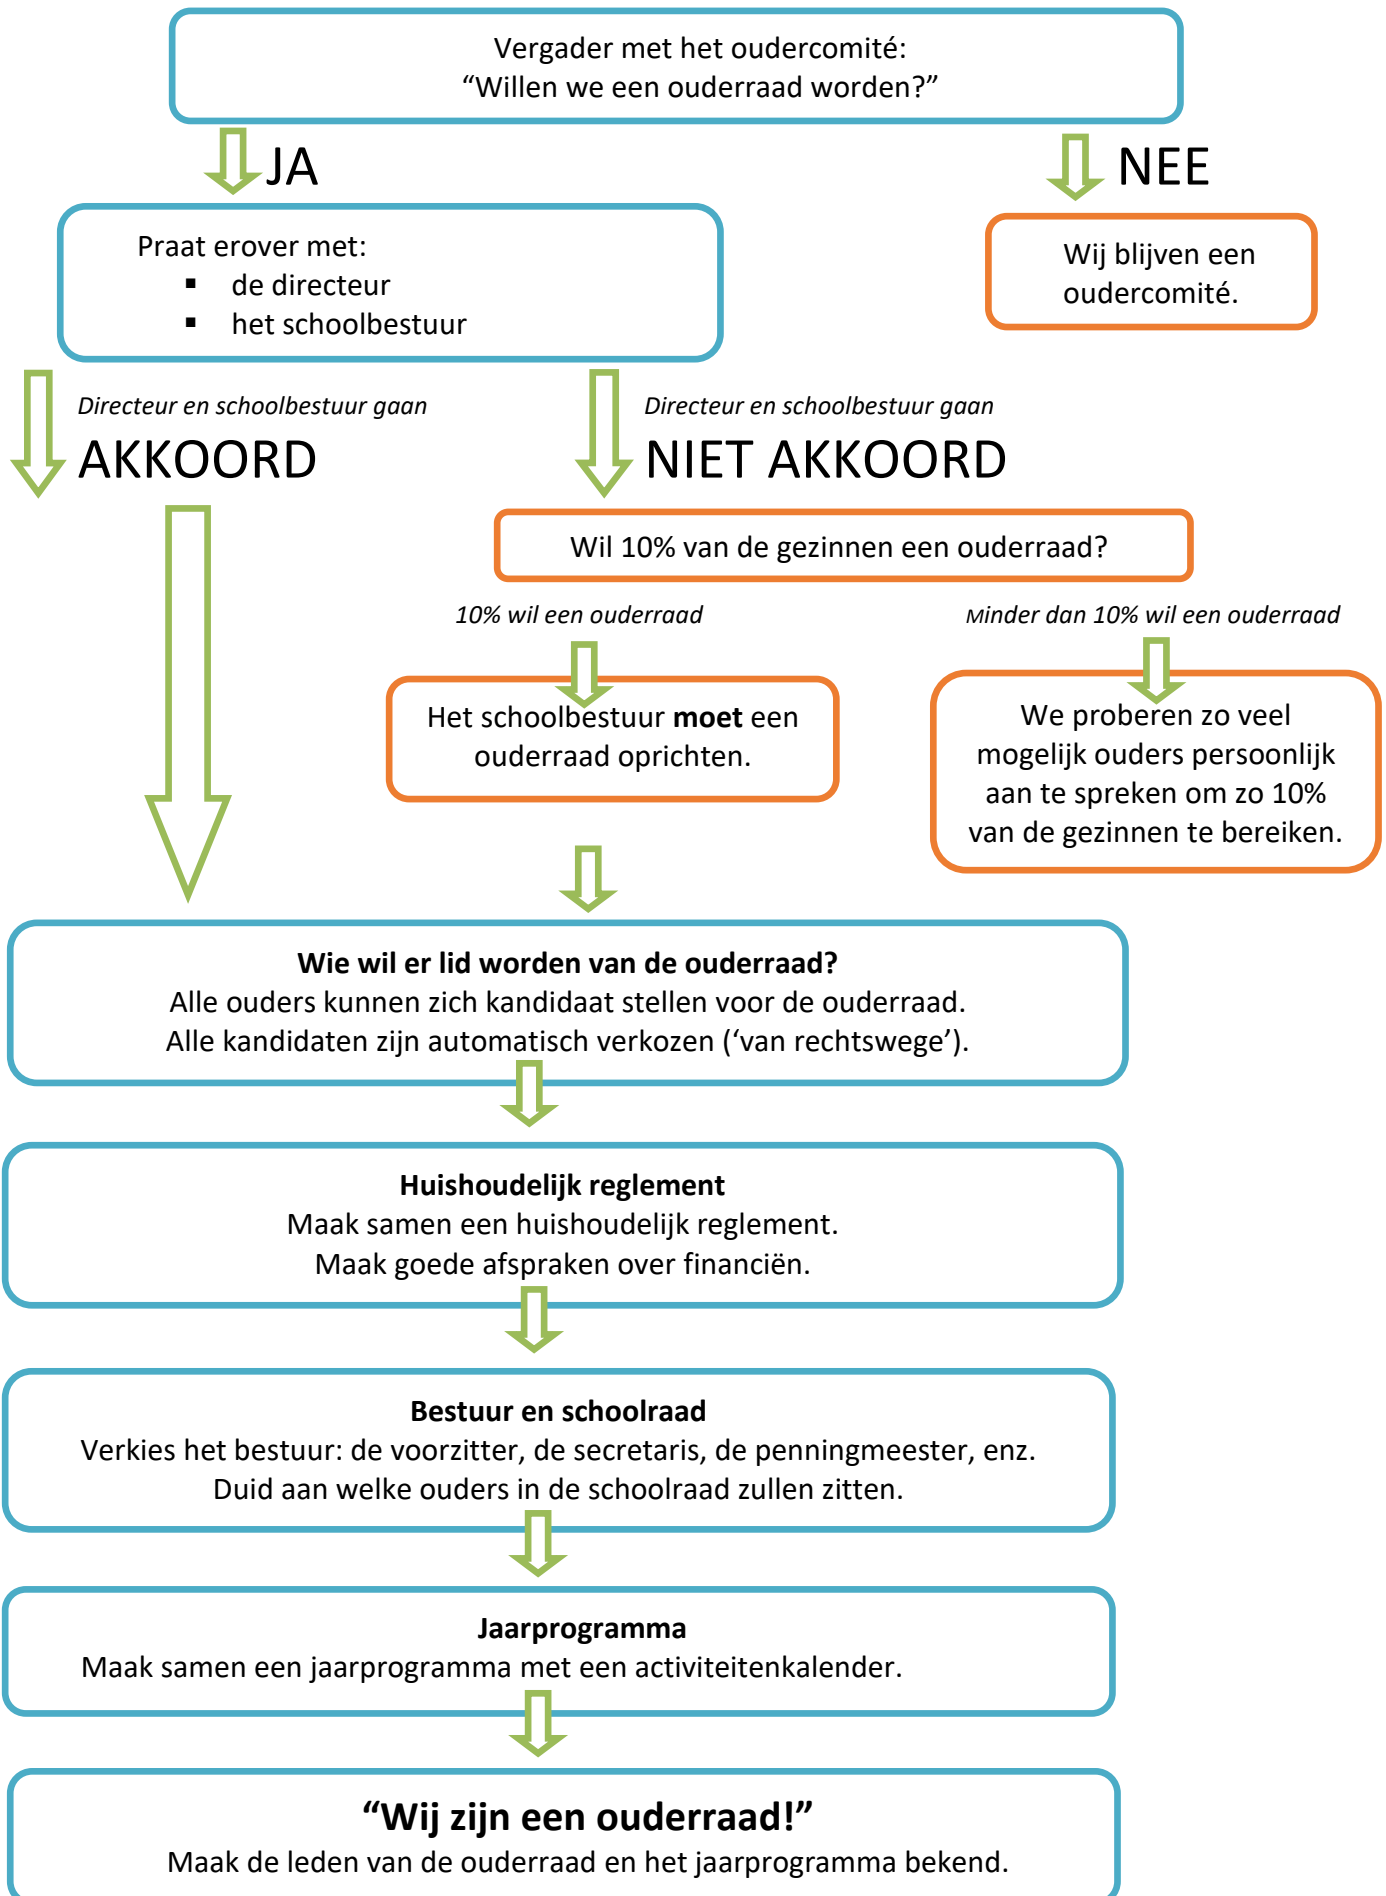 Vergader met het oudercomité:
“Willen we een ouderraad worden?”
JA
NEE
Praat erover met:
▪ de directeur
▪ het schoolbestuur
Wij blijven een
oudercomité.
Directeur en schoolbestuur gaan
AKKOORD
Directeur en schoolbestuur gaan
NIET AKKOORD
Wil 10% van de gezinnen een ouderraad?
10% wil een ouderraad
Minder dan 10% wil een ouderraad
Het schoolbestuur moet een
ouderraad oprichten.
We proberen zo veel
mogelijk ouders persoonlijk
aan te spreken om zo 10%
van de gezinnen te bereiken.
Wie wil er lid worden van de ouderraad?
Alle ouders kunnen zich kandidaat stellen voor de ouderraad.
Alle kandidaten zijn automatisch verkozen (‘van rechtswege’).
Huishoudelijk reglement
Maak samen een huishoudelijk reglement.
Maak goede afspraken over financiën.
Bestuur en schoolraad
Verkies het bestuur: de voorzitter, de secretaris, de penningmeester, enz.
Duid aan welke ouders in de schoolraad zullen zitten.
Jaarprogramma
Maak samen een jaarprogramma met een activiteitenkalender.
“Wij zijn een ouderraad!”
Maak de leden van de ouderraad en het jaarprogramma bekend.